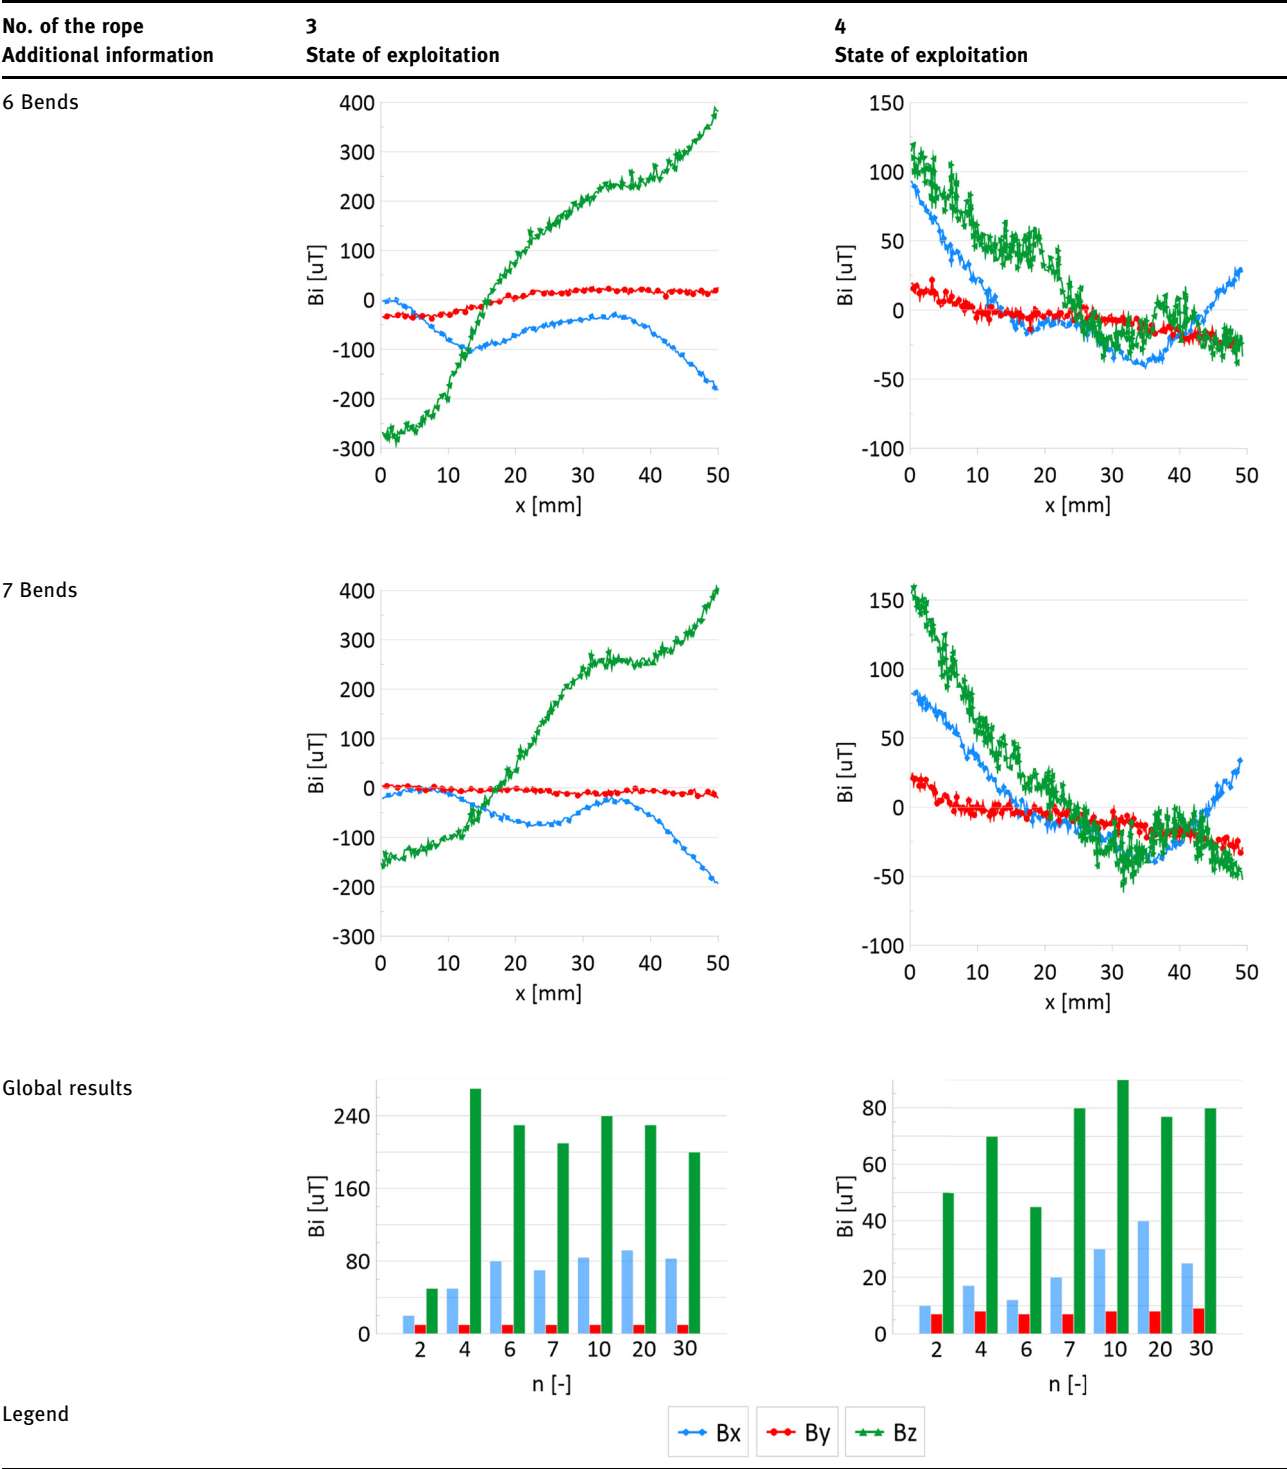 No. of the rope 3 4
Additional information State of exploitation State of exploitation
6 Bends
400
300
200
100
0
-100
-200
-300
Bi [uT]
0 10 20 30 40 50
x [mm]
150
100
50
0
-50
-100
Bi [uT]
0 10 20 30 40 50
x [mm]
7 Bends
400
300
200
100
0
-100
-200
-300
Bi [uT]
0 10 20 30 40 50
x [mm]
150
100
50
0
-50
-100
Bi [uT]
0 10 20 30 40 50
x [mm]
Global results
240
160
80
0
Bi [uT]
2 4 6 7 10 20 30
n [-]
80
60
40
20
0
Bi [uT]
2 4 6 7 10 20 30
n [-]
Legend
Bx By Bz